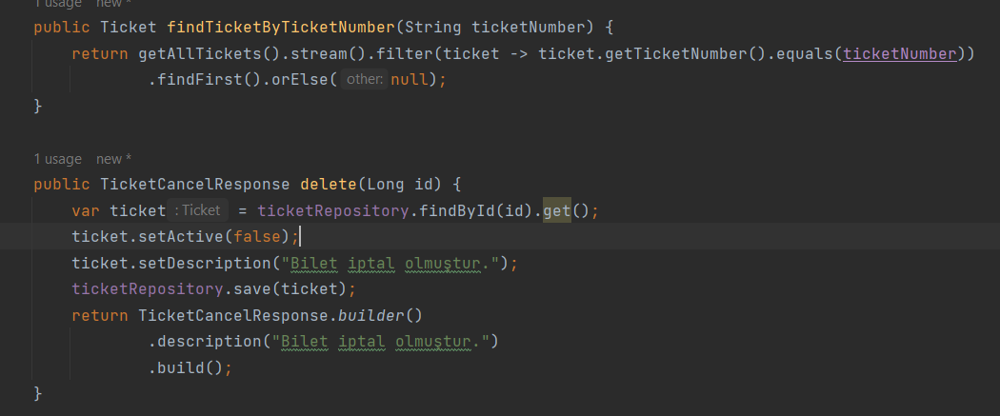 1 usage new *
public Ticket findTicketByTicketNumber(String ticketNumber) {
return getAllTickets().stream().filter(ticket -> ticket.getTicketNumber().equals(ticketNumber))
.findFirst().orElse( other: null);
}
1 usage new *
public TicketCancelResponse delete(Long id) {
var ticket : Ticket = ticketRepository.findById(id).get();
ticket.setActive(false);
ticket.setDescription("Bilet iptal olmuştur.");
ticketRepository.save(ticket);
return TicketCancelResponse.builder()
.description("Bilet iptal olmuştur.")
.build();
}